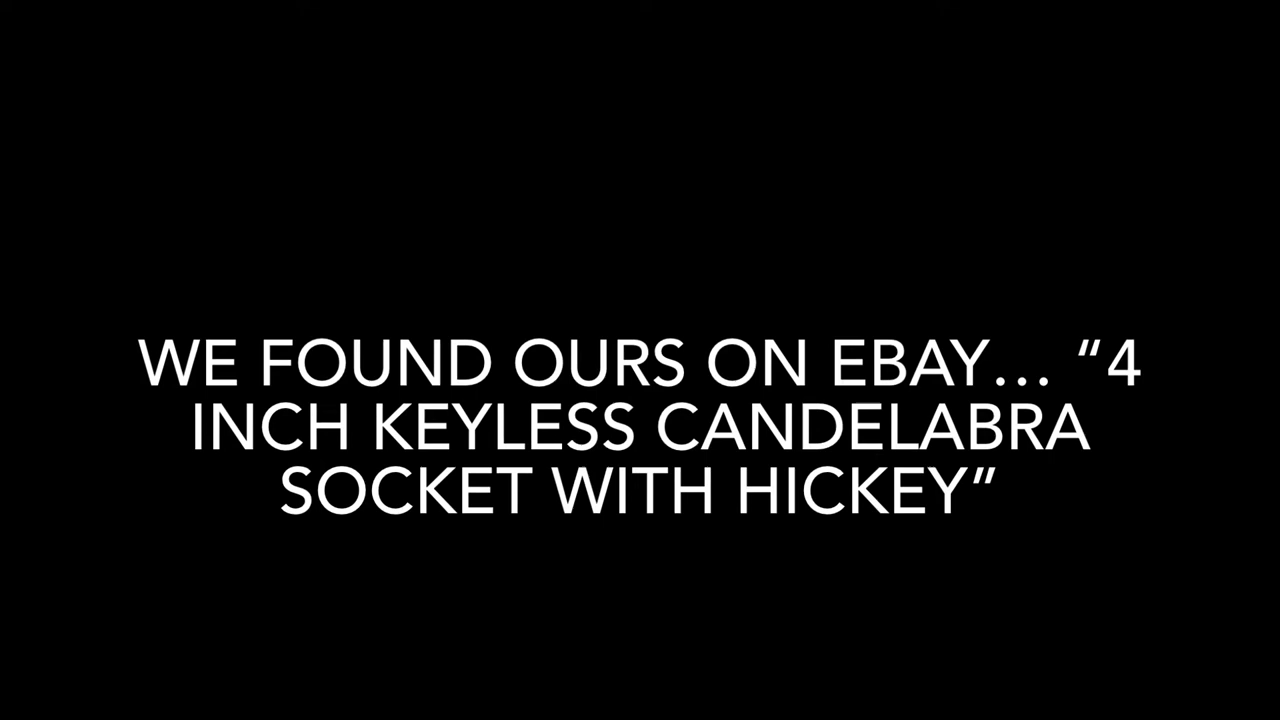 WE FOUND OURS ON EBAY… “4
INCH KEYLESS CANDELABRA
SOCKET WITH HICKEY”